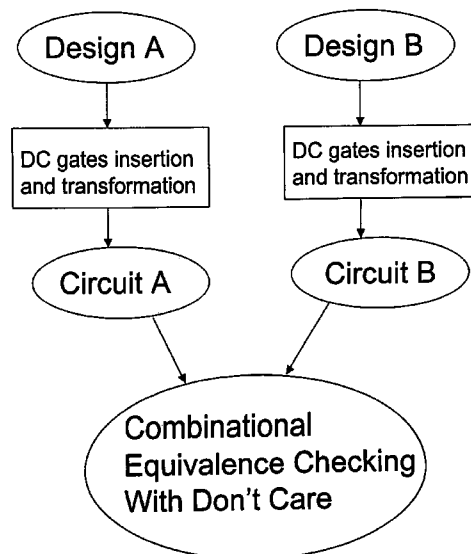 Design A
Design B
DC gates insertion
and transformation
DC gates insertion
and transformation
Circuit A
Circuit B
Combinational
Equivalence Checking
With Don't Care